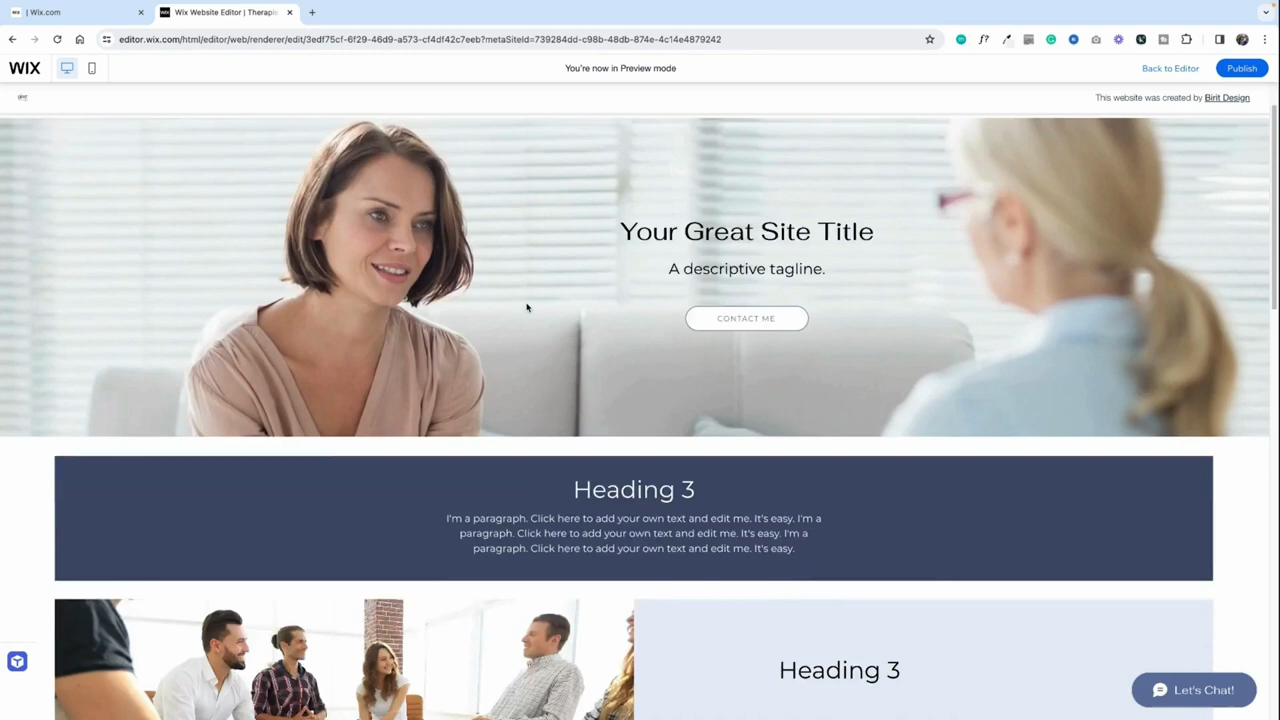 | Wix.com
Wix Website Editor | Therapis
editor.wix.com/html/editor/web/renderer/edit/3edf75cf-6f29-46d9-a573-cf4df42c7eeb?metaSiteId=739284dd-c98b-48db-874e-4c14e4879242
WIX
You're now in Preview mode
Back to Editor
Publish
This website was created by Birit Design
Your Great Site Title
A descriptive tagline.
CONTACT ME
Heading 3
I'm a paragraph. Click here to add your own text and edit me. It's easy. I'm a
paragraph. Click here to add your own text and edit me. It's easy. I'm a
paragraph. Click here to add your own text and edit me. It's easy.
Heading 3
Let's Chat!